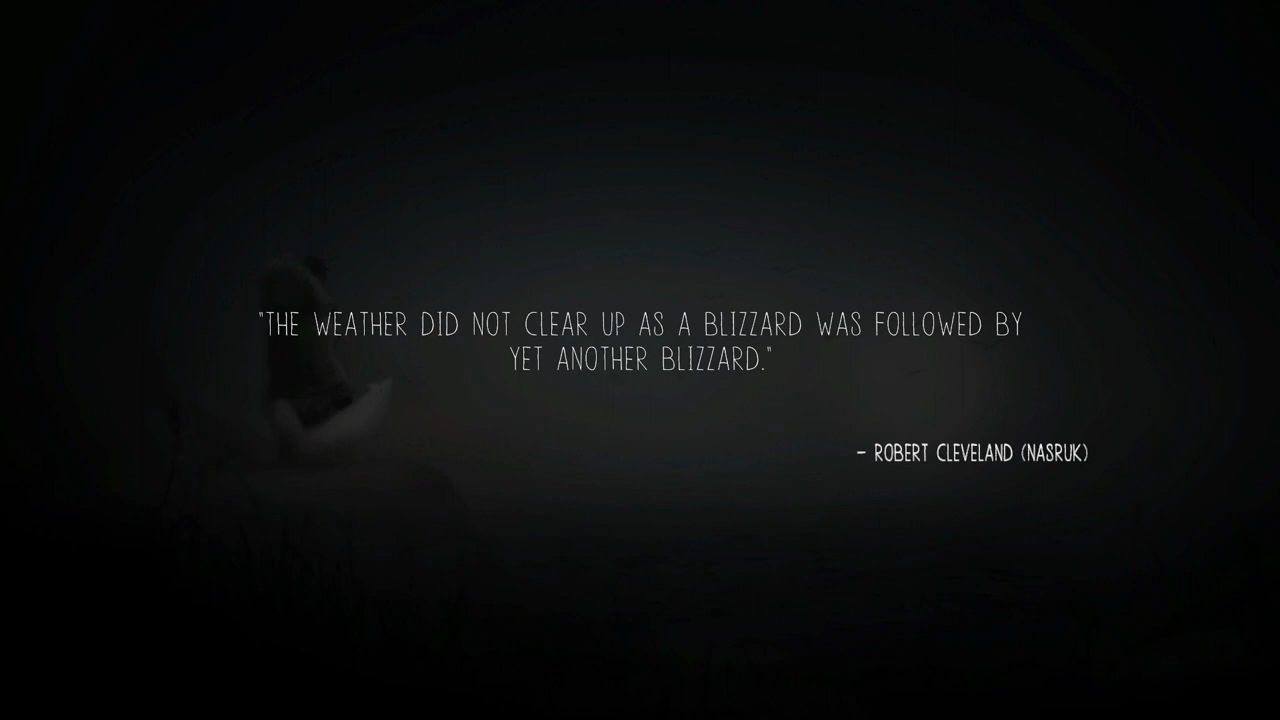 "THE WEATHER DID NOT CLEAR UP AS A BLIZZARD WAS FOLLOWED BY
YET ANOTHER BLIZZARD."
- ROBERT CLEVELAND (NASRUK)